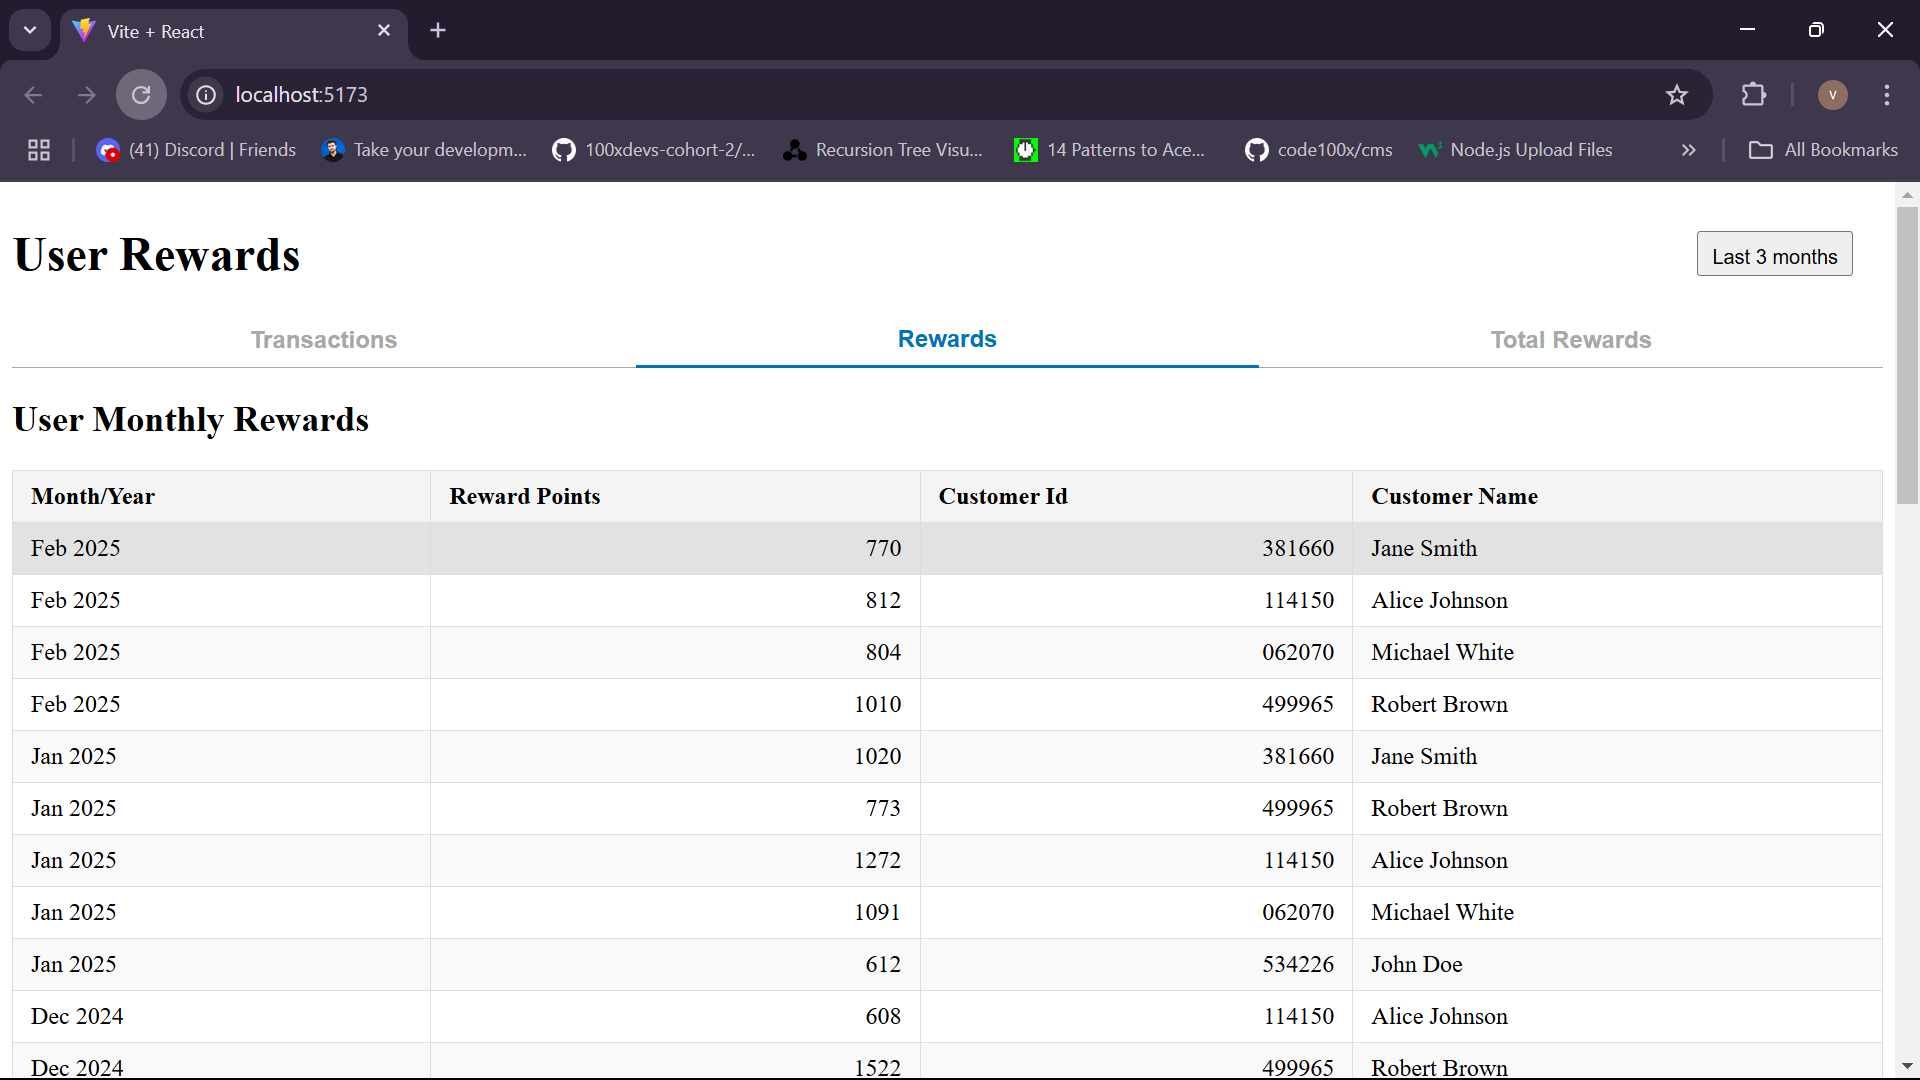 Vite + React
localhost:5173
V
(41) Discord | Friends Take your developm... 100xdevs-cohort-2/... Recursion Tree Visu... 14 Patterns to Ace... code100x/cms Node.js Upload Files All Bookmarks
User Rewards
Last 3 months
Transactions Rewards Total Rewards
User Monthly Rewards
Month/Year Reward Points Customer Id Customer Name
Feb 2025 770 381660 Jane Smith
Feb 2025 812 114150 Alice Johnson
Feb 2025 804 062070 Michael White
Feb 2025 1010 499965 Robert Brown
Jan 2025 1020 381660 Jane Smith
Jan 2025 773 499965 Robert Brown
Jan 2025 1272 114150 Alice Johnson
Jan 2025 1091 062070 Michael White
Jan 2025 612 534226 John Doe
Dec 2024 608 114150 Alice Johnson
Dec 2024 1522 499965 Robert Brown